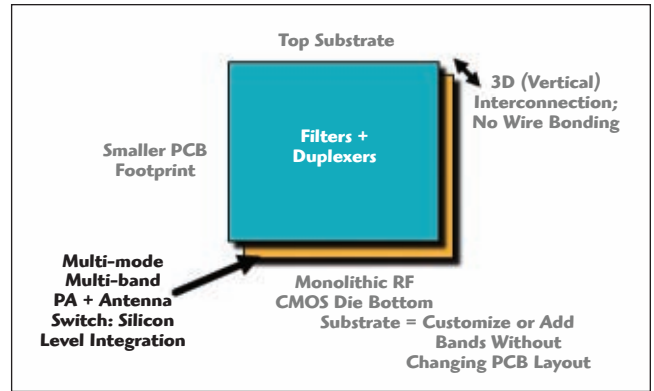 Top Substrate
3D (Vertical)
Interconnection;
No Wire Bonding
Filters +
Duplexers
Smaller PCB
Footprint
Multi-mode
Multi-band
PA + Antenna
Switch: Silicon
Level Integration
Monolithic RF
CMOS Die Bottom
Substrate = Customize or Add
Bands Without
Changing PCB Layout